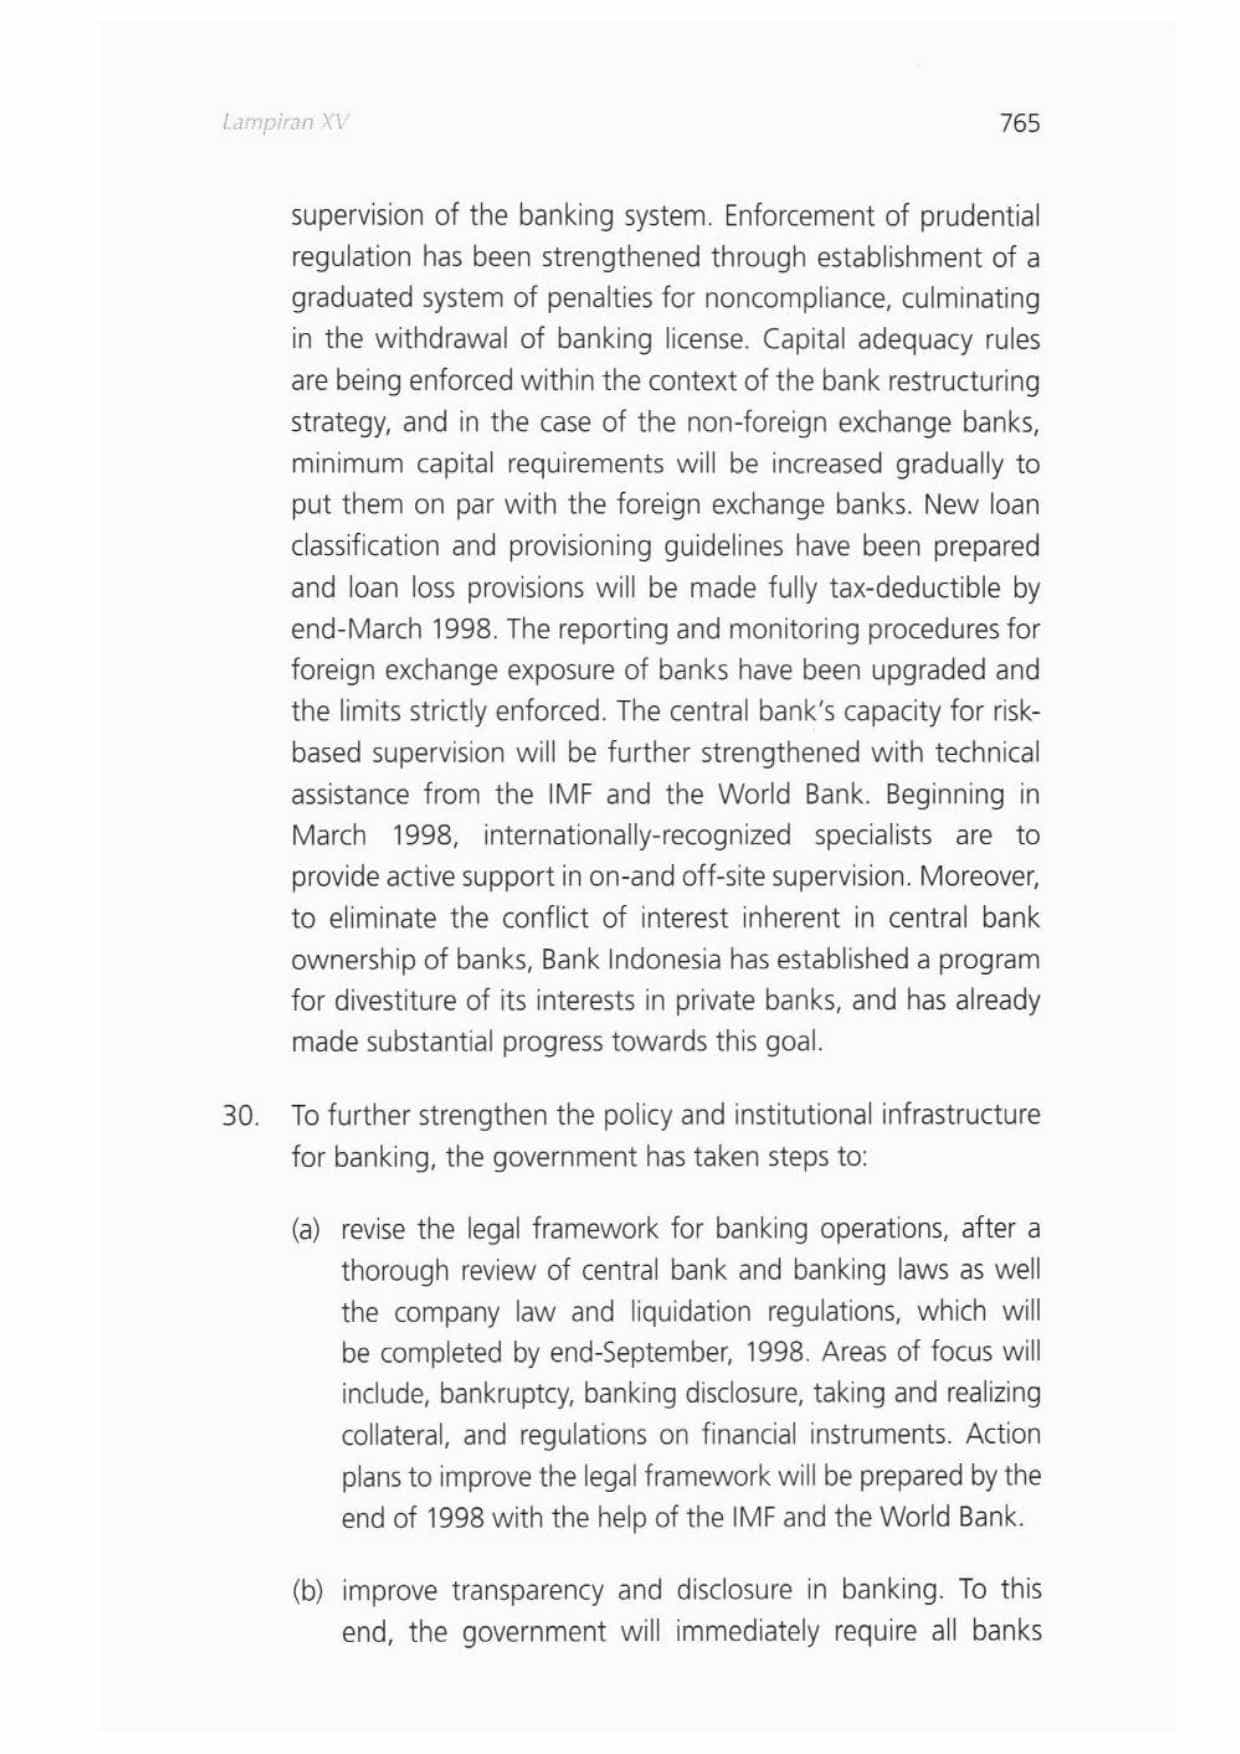 Lampiran XV
765
supervision of the banking system. Enforcement of prudential
regulation has been strengthened through establishment of a
graduated system of penalties for noncompliance, culminating
in the withdrawal of banking license. Capital adequacy rules
are being enforced within the context of the bank restructuring
strategy, and in the case of the non-foreign exchange banks,
minimum capital requirements will be increased gradually to
put them on par with the foreign exchange banks. New loan
classification and provisioning guidelines have been prepared
and loan loss provisions will be made fully tax-deductible by
end-March 1998. The reporting and monitoring procedures for
foreign exchange exposure of banks have been upgraded and
the limits strictly enforced. The central bank's capacity for risk-
based supervision will be further strengthened with technical
assistance from the IMF and the World Bank. Beginning in
March 1998, internationally-recognized specialists are to
provide active support in on-and off-site supervision. Moreover,
to eliminate the conflict of interest inherent in central bank
ownership of banks, Bank Indonesia has established a program
for divestiture of its interests in private banks, and has already
made substantial progress towards this goal.
30. To further strengthen the policy and institutional infrastructure
for banking, the government has taken steps to:
(a) revise the legal framework for banking operations, after a
thorough review of central bank and banking laws as well
the company law and liquidation regulations, which will
be completed by end-September, 1998. Areas of focus will
include, bankruptcy, banking disclosure, taking and realizing
collateral, and regulations on financial instruments. Action
plans to improve the legal framework will be prepared by the
end of 1998 with the help of the IMF and the World Bank.
(b) improve transparency and disclosure in banking. To this
end, the government will immediately require all banks